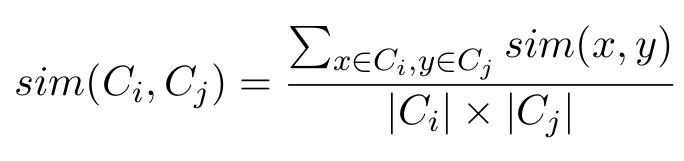 sim(C_i, C_j) = \frac{\sum_{x \in C_i, y \in C_j} sim(x, y)}{|C_i| \times |C_j|}